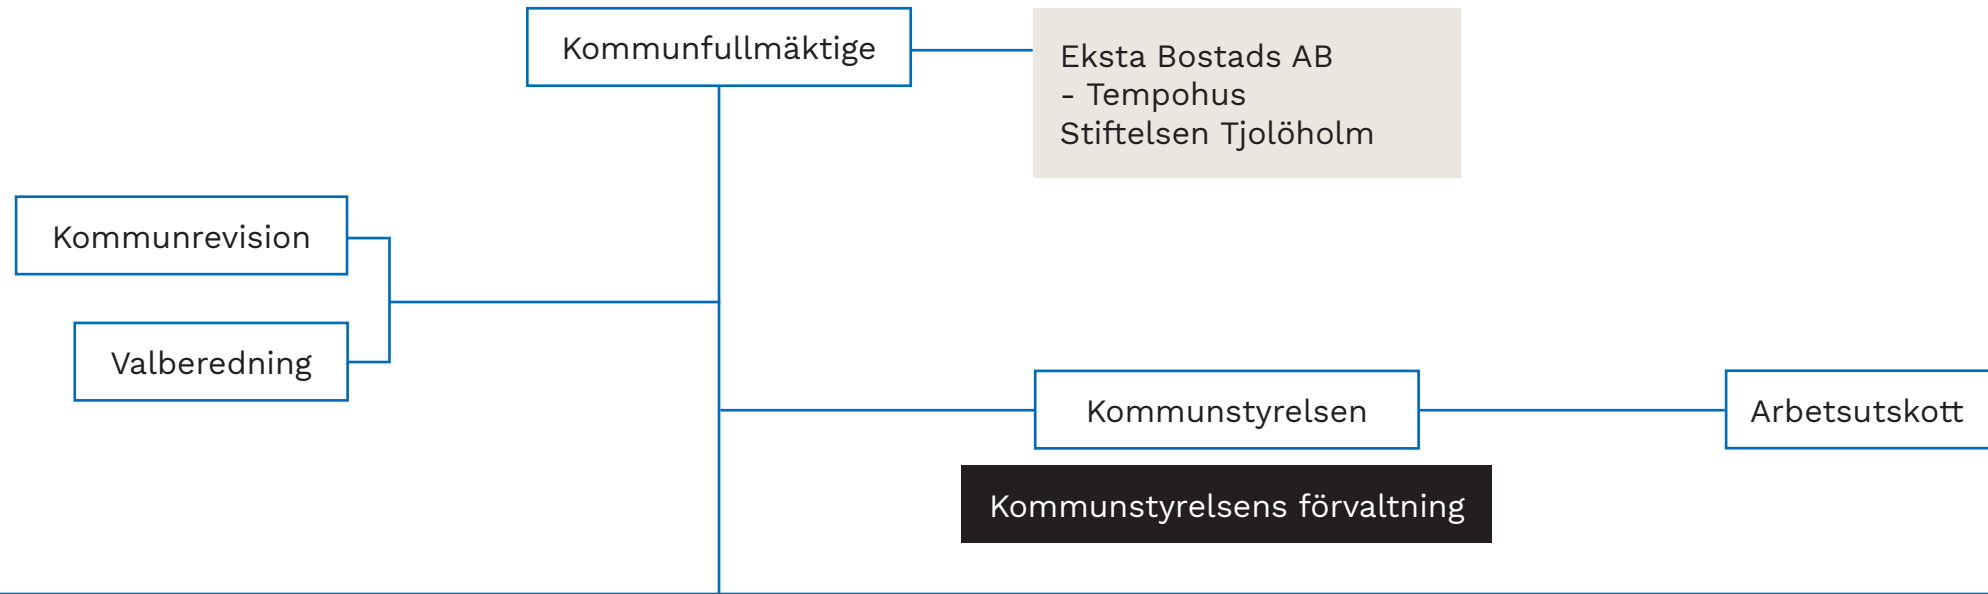 Kommunfullmäktige
Eksta Bostads AB
- Tempohus
Stiftelsen Tjolöholm
Kommunrevision
Valberedning
Kommunstyrelsen
Arbetsutskott
Kommunstyrelsens förvaltning